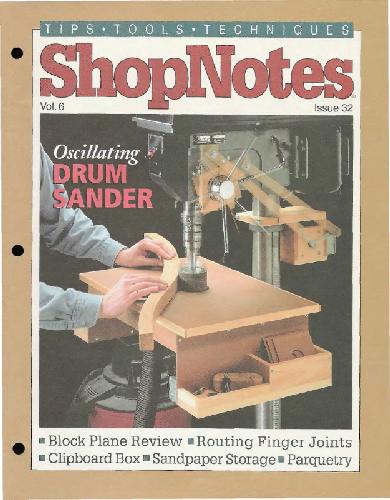 TIPS • TOOLS • TECHNIQUES
ShopNotes
Vol. 6 Issue 32
Oscillating
DRUM
SANDER
■ Block Plane Review ■ Routing Finger Joints
■ Clipboard Box ■ Sandpaper Storage ■ Parquetry